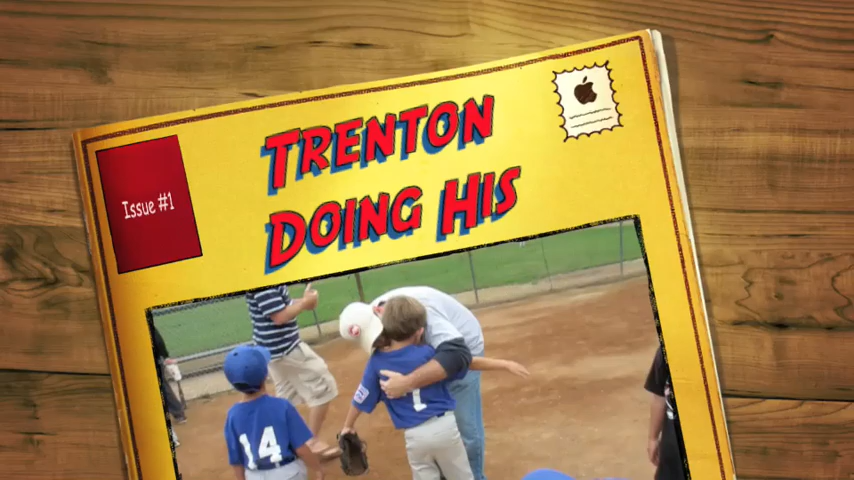 Issue #1
TRENTON
DOING HIS
14
1